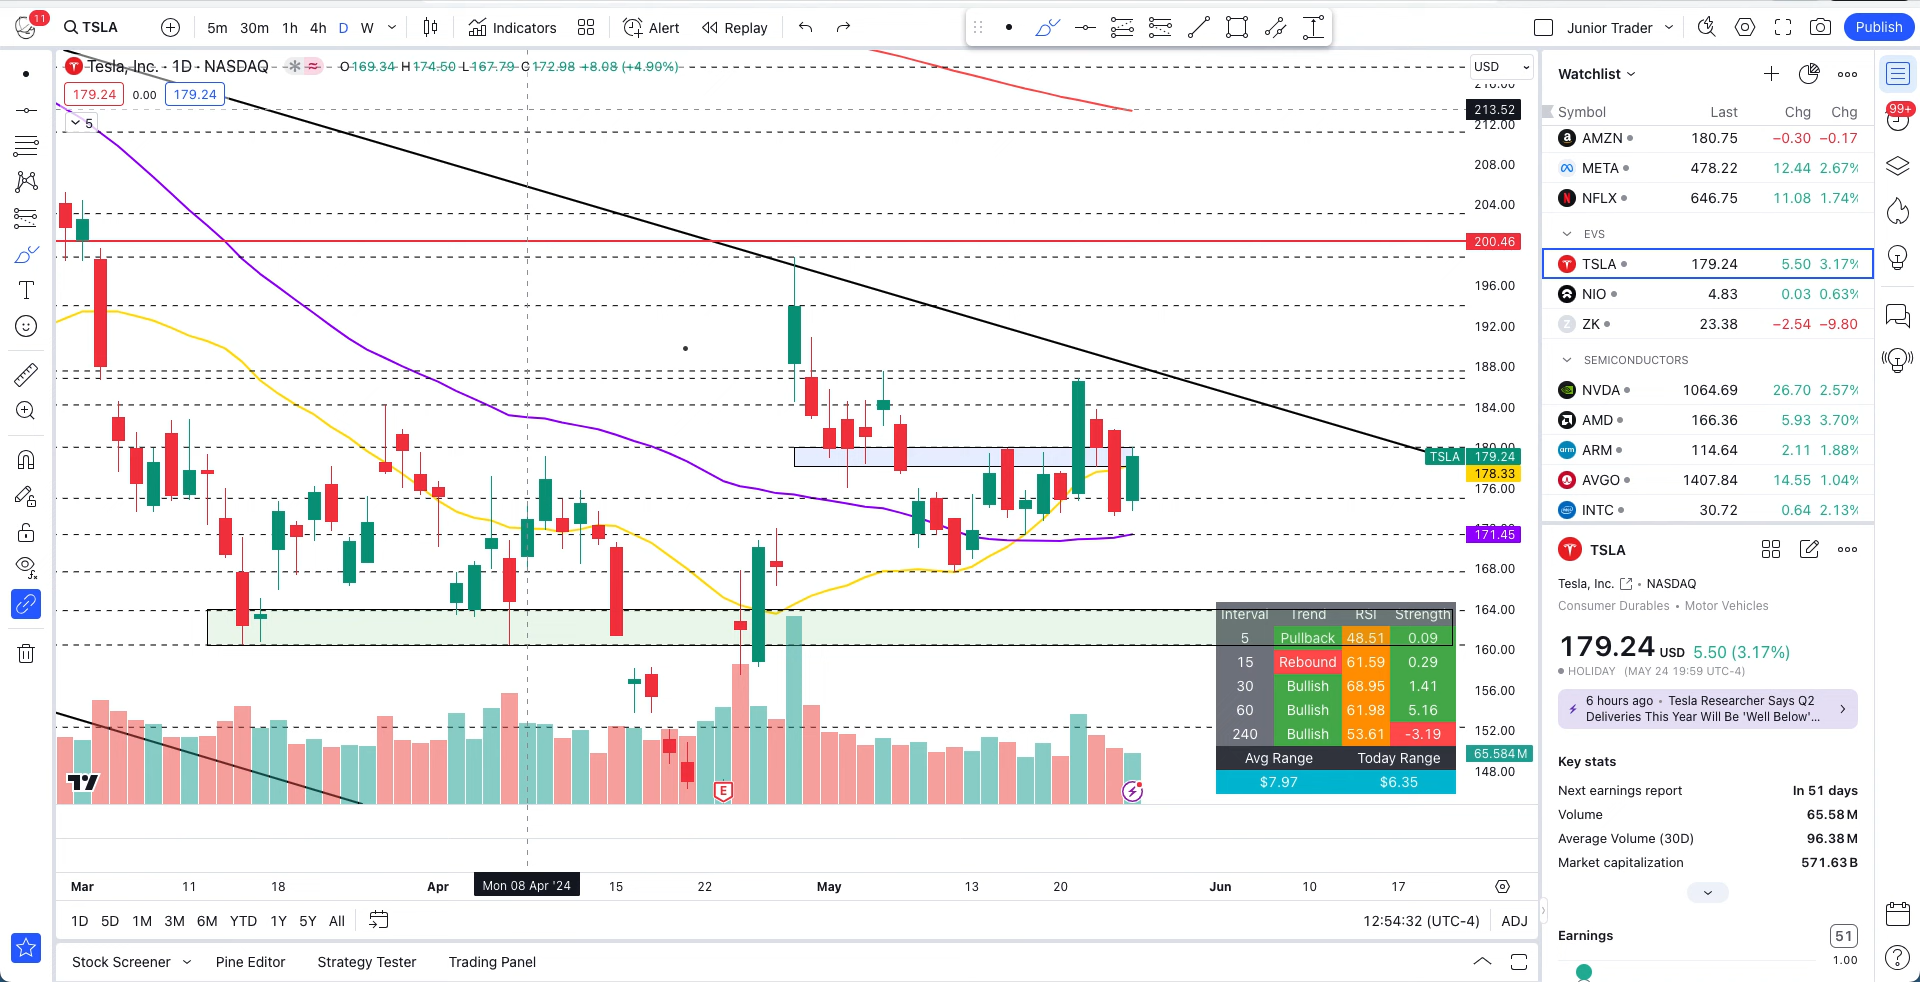 11
TSLA
5m 30m 1h 4h D W
Indicators
Alert
Replay
Junior Trader
Publish
Tesla, Inc. · 1D · NASDAQ
O169.34 H174.50 L167.79 C172.98 +8.08 (+4.90%)
179.24 0.00 179.24
5
USD
213.52
212.00
208.00
204.00
200.46
196.00
192.00
188.00
184.00
180.00
TSLA 179.24
178.33
176.00
171.45
168.00
164.00
160.00
156.00
152.00
65.584M
148.00
Interval Trend RSI Strength
5 Pullback 48.51 0.09
15 Rebound 61.59 0.29
30 Bullish 68.95 1.41
60 Bullish 61.98 5.16
240 Bullish 53.61 -3.19
Avg Range Today Range
$7.97 $6.35
E
Mar 11 18 Apr Mon 08 Apr '24 15 22 May 13 20 Jun 10 17
1D 5D 1M 3M 6M YTD 1Y 5Y All
12:54:32 (UTC-4) ADJ
Stock Screener Pine Editor Strategy Tester Trading Panel
Watchlist
Symbol Last Chg Chg
AMZN 180.75 −0.30 −0.17
META 478.22 12.44 2.67%
NFLX 646.75 11.08 1.74%
EVS
TSLA 179.24 5.50 3.17%
NIO 4.83 0.03 0.63%
ZK 23.38 −2.54 −9.80
SEMICONDUCTORS
NVDA 1064.69 26.70 2.57%
AMD 166.36 5.93 3.70%
ARM 114.64 2.11 1.88%
AVGO 1407.84 14.55 1.04%
INTC 30.72 0.64 2.13%
TSLA
Tesla, Inc. • NASDAQ
Consumer Durables • Motor Vehicles
179.24 USD 5.50 (3.17%)
HOLIDAY (MAY 24 19:59 UTC-4)
6 hours ago • Tesla Researcher Says Q2
Deliveries This Year Will Be 'Well Below'...
Key stats
Next earnings report In 51 days
Volume 65.58M
Average Volume (30D) 96.38M
Market capitalization 571.63B
Earnings 51
1.00
99+